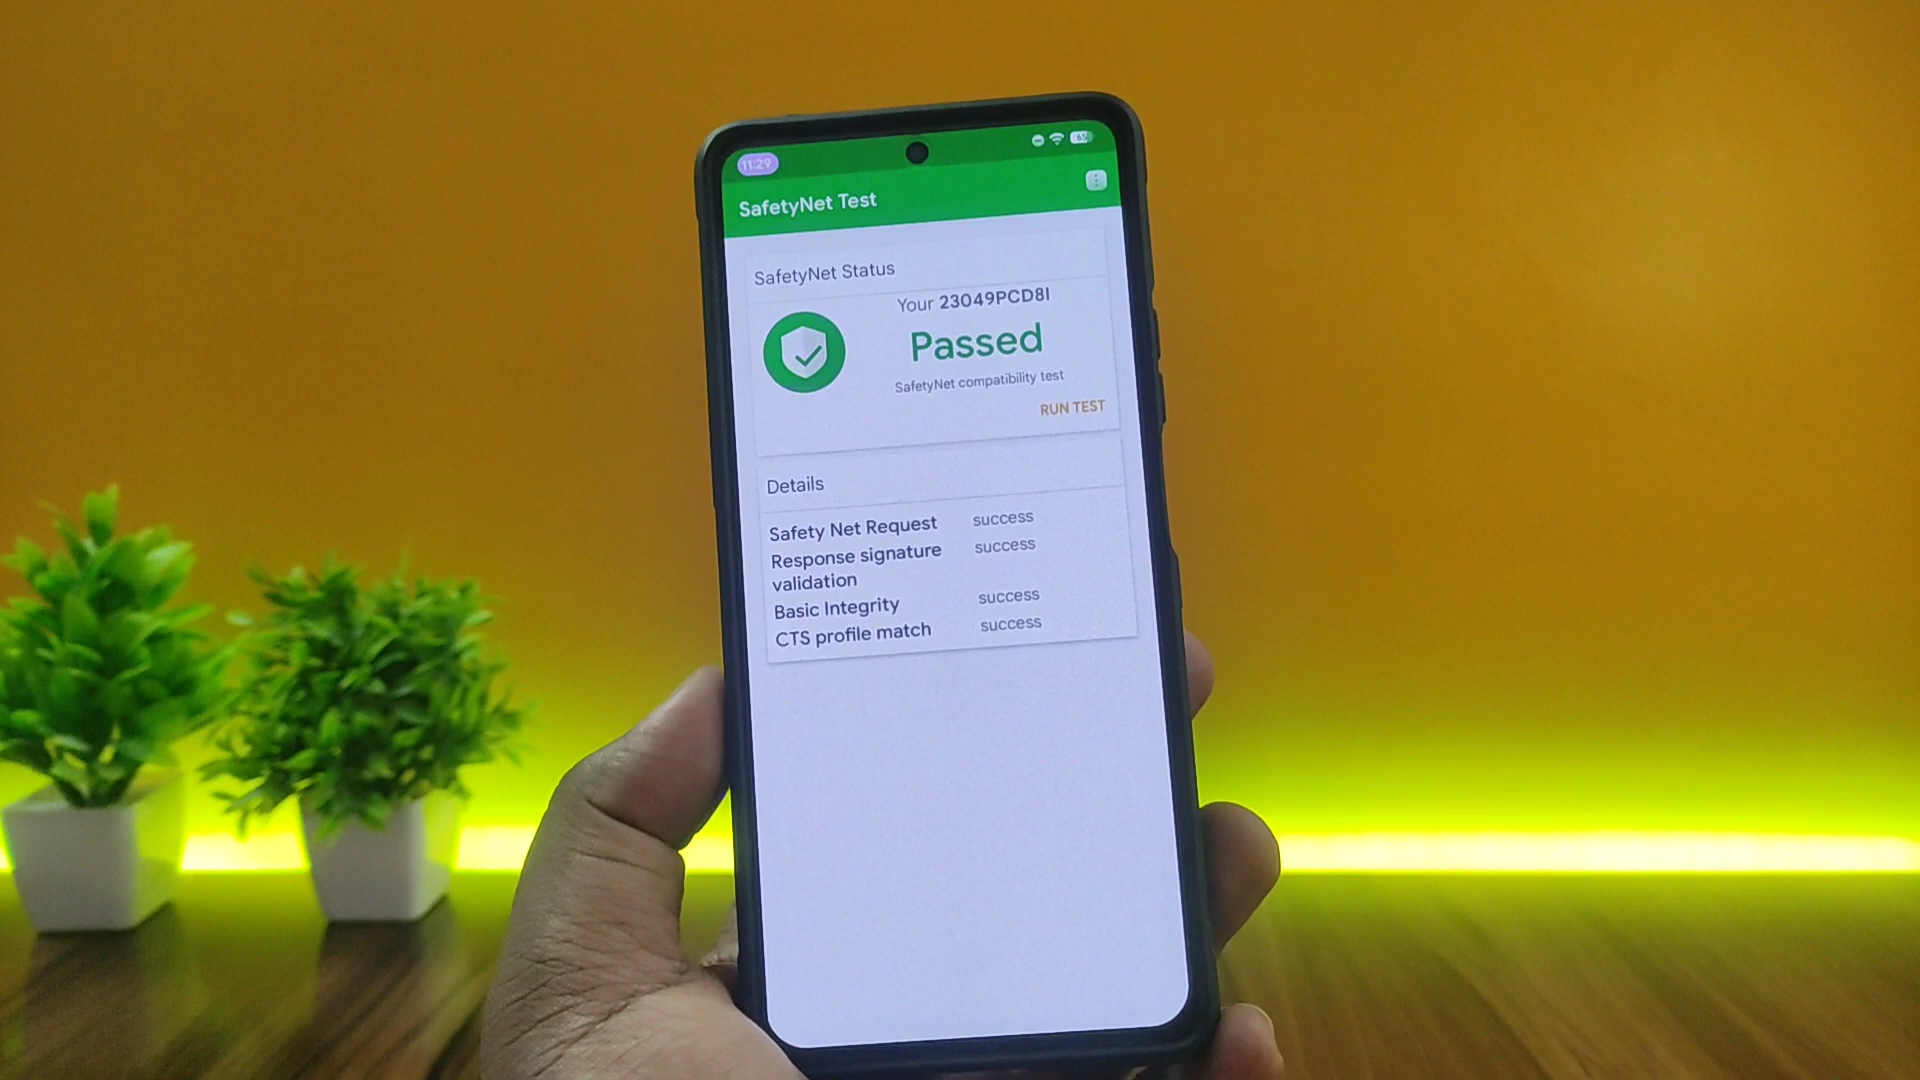 11:29
65
SafetyNet Test
SafetyNet Status
Your 23049PCD8I
Passed
SafetyNet compatibility test
RUN TEST
Details
Safety Net Request success
Response signature success
validation
Basic Integrity success
CTS profile match success